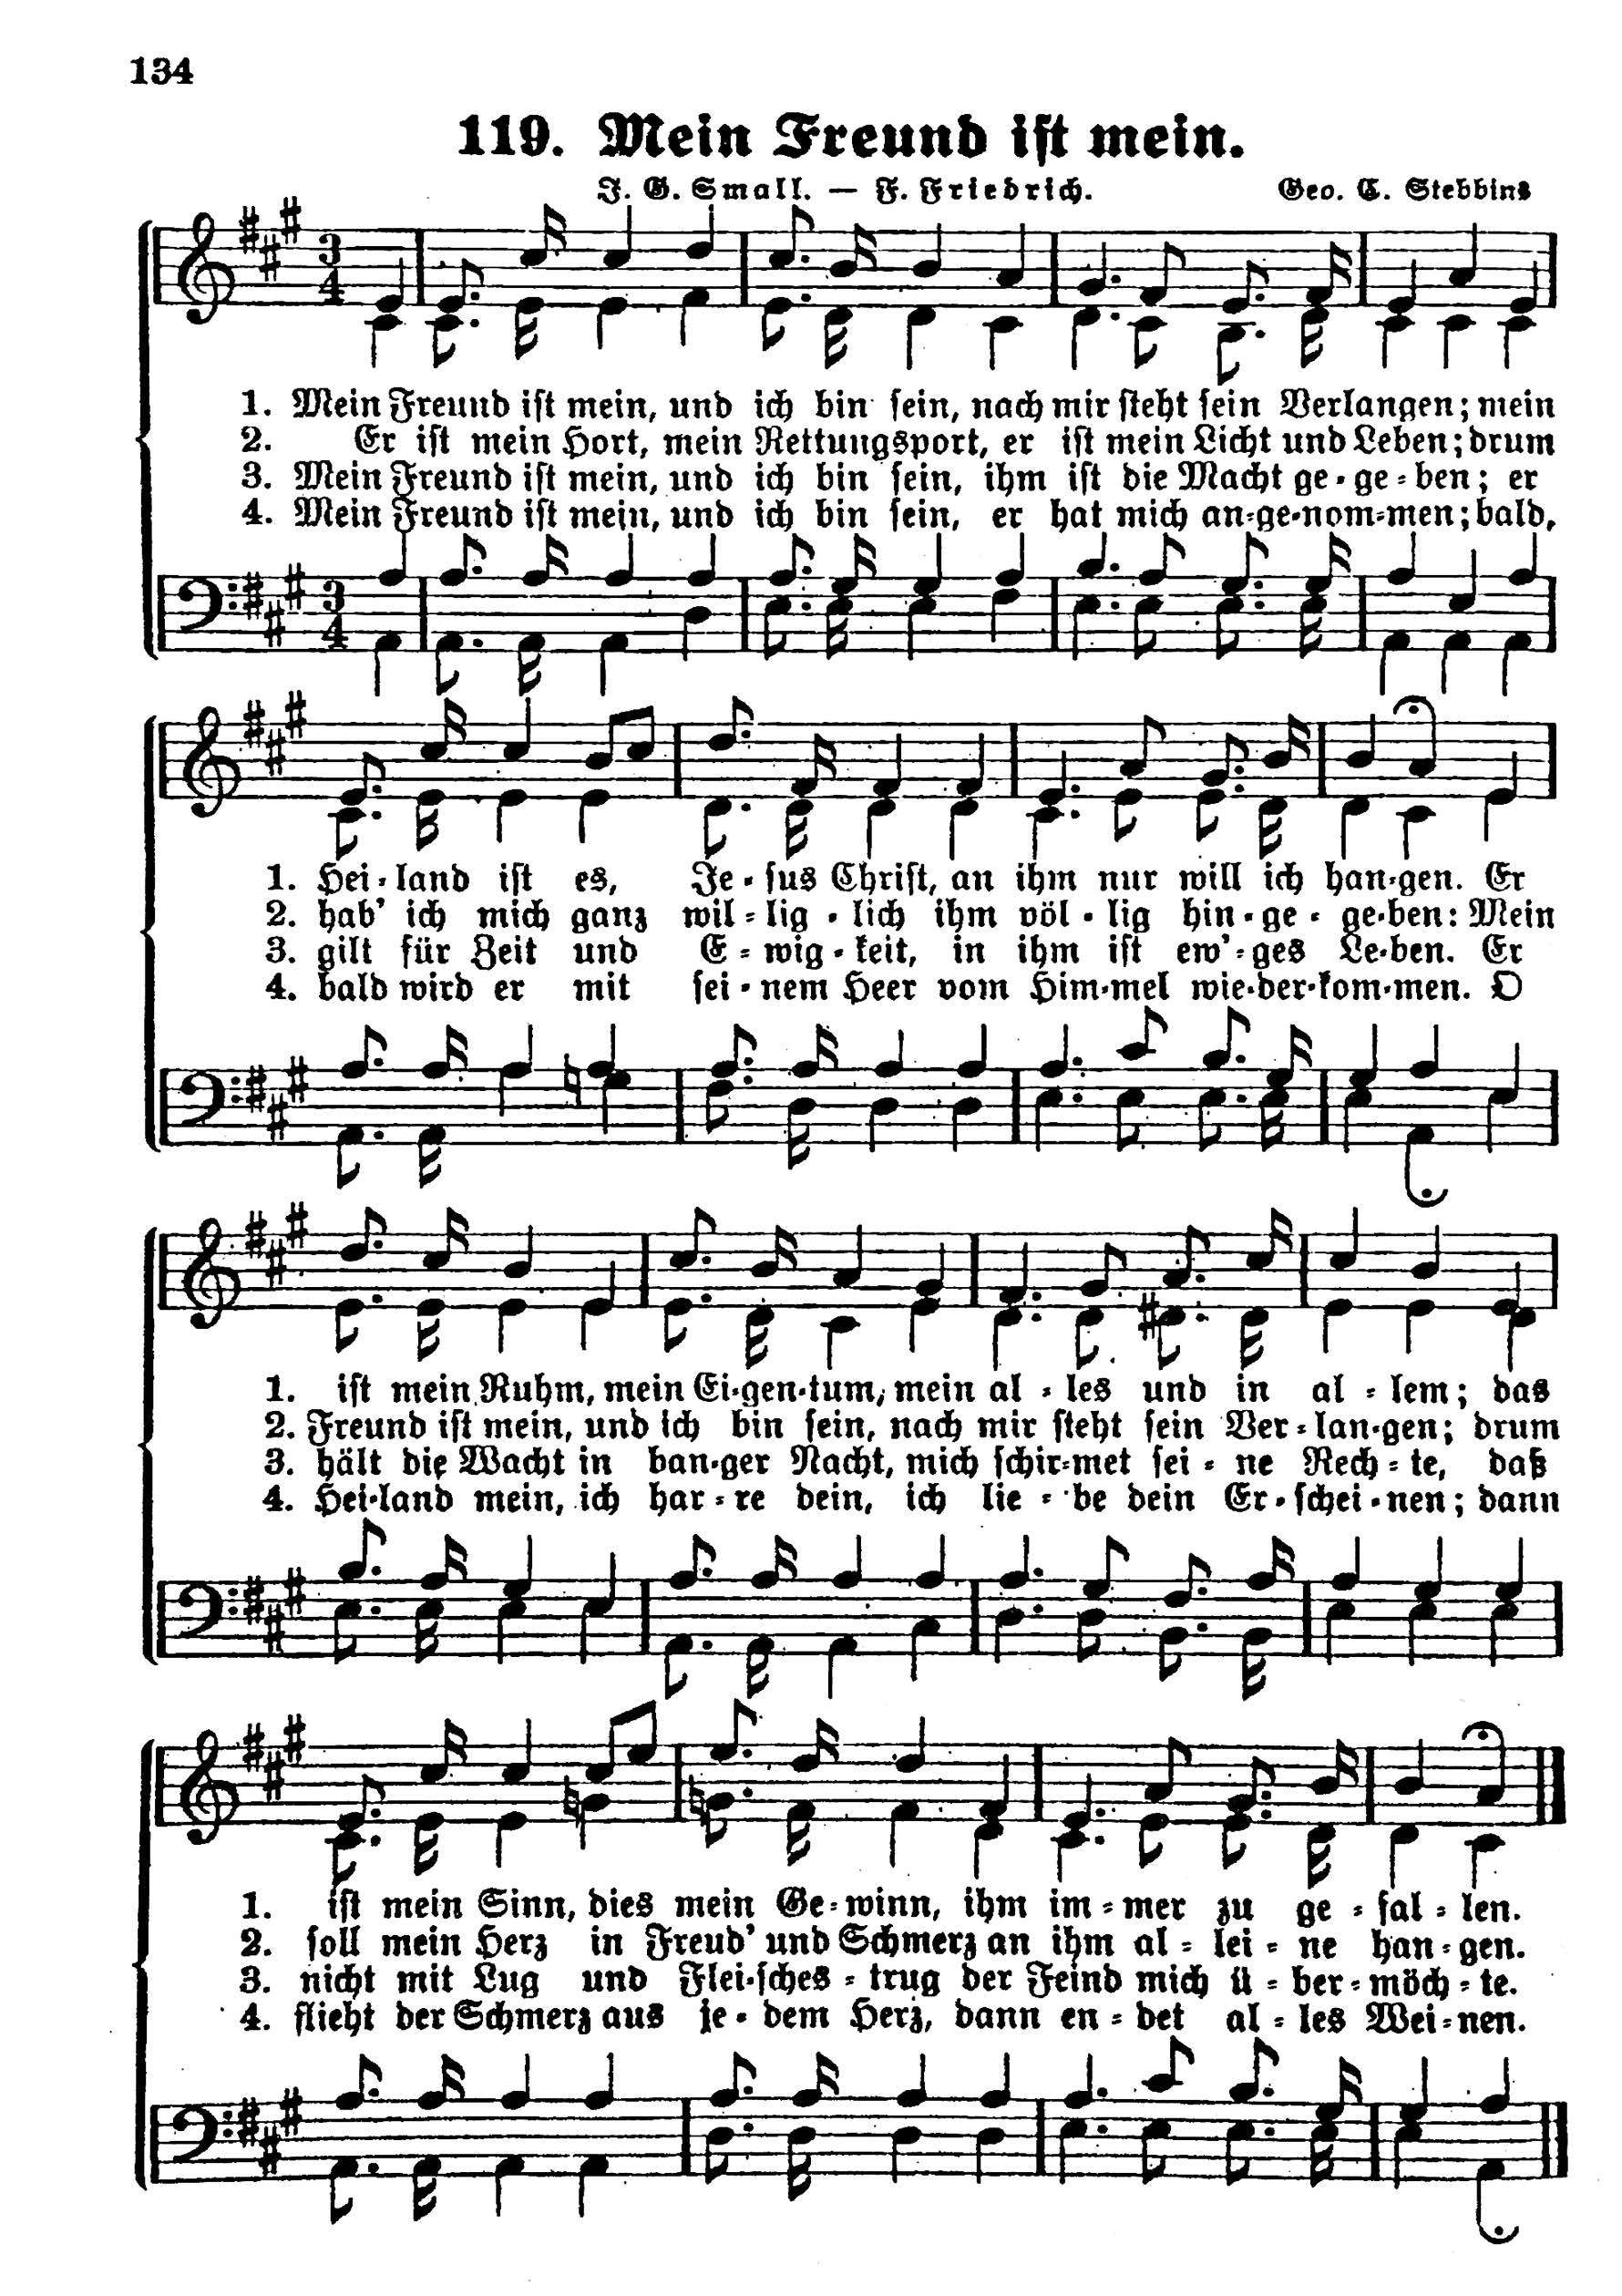 134
119. Mein Freund ist mein.
J. G. Small. — F. Friedrich. Geo. C. Stebbins
3/4
1. Mein Freund ist mein, und ich bin sein, nach mir steht sein Verlangen; mein
2. Er ist mein Hort, mein Rettungsport, er ist mein Licht und Leben; drum
3. Mein Freund ist mein, und ich bin sein, ihm ist die Macht ge-ge-ben; er
4. Mein Freund ist mein, und ich bin sein, er hat mich an-ge-nom-men; bald,
3/4
1. Hei-land ist es, Je-sus Christ, an ihm nur will ich han-gen. Er
2. hab' ich mich ganz wil-lig-lich ihm völ-lig hin-ge-ge-ben: Mein
3. gilt für Zeit und E-wig-keit, in ihm ist ew'-ges Le-ben. Er
4. bald wird er mit sei-nem Heer vom Him-mel wie-der-kom-men. O
1. ist mein Ruhm, mein Ei-gen-tum, mein al-les und in al-lem; das
2. Freund ist mein, und ich bin sein, nach mir steht sein Ver-lan-gen; drum
3. hält die Wacht in ban-ger Nacht, mich schir-met sei-ne Rech-te, daß
4. Hei-land mein, ich har-re dein, ich lie-be dein Er-schei-nen; dann
1. ist mein Sinn, dies mein Ge-winn, ihm im-mer zu ge-fal-len.
2. soll mein Herz in Freud' und Schmerz an ihm al-lei-ne han-gen.
3. nicht mit Lug und Flei-sches-trug der Feind mich ü-ber-möch-te.
4. flieht der Schmerz aus je-dem Herz, dann en-det al-les Wei-nen.